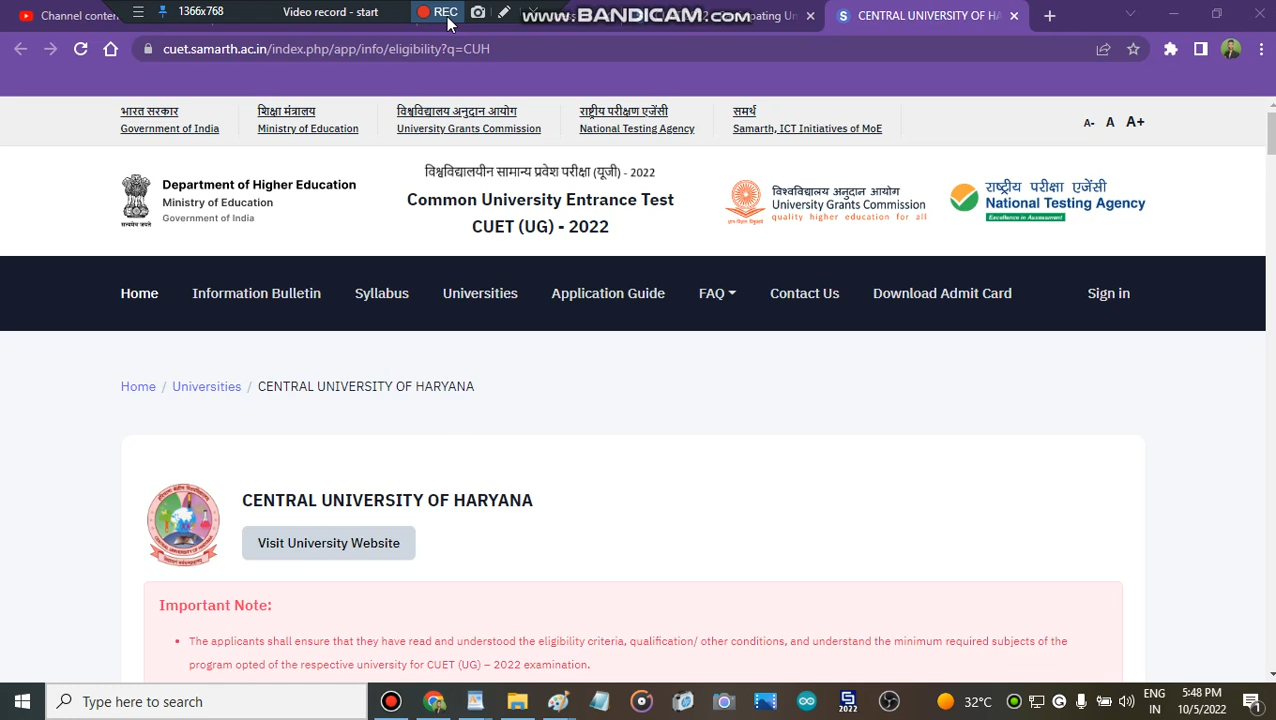 1366x768
Video record - start
REC
www.BANDICAM.com
Channel conten
pating Un
CENTRAL UNIVERSITY OF HA
cuet.samarth.ac.in/index.php/app/info/eligibility?q=CUH
भारत सरकार
शिक्षा मंत्रालय
विश्वविद्यालय अनुदान आयोग
राष्ट्रीय परीक्षण एजेंसी
समर्थ
Government of India
Ministry of Education
University Grants Commission
National Testing Agency
Samarth, ICT Initiatives of MoE
A- A A+
Department of Higher Education
Ministry of Education
Government of India
विश्वविद्यालयीन सामान्य प्रवेश परीक्षा (यूजी) - 2022
Common University Entrance Test
CUET (UG) - 2022
विश्वविद्यालय अनुदान आयोग
University Grants Commission
quality higher education for all
राष्ट्रीय परीक्षा एजेंसी
National Testing Agency
Excellence in Assessment
Home Information Bulletin Syllabus Universities Application Guide FAQ Contact Us Download Admit Card Sign in
Home / Universities / CENTRAL UNIVERSITY OF HARYANA
CENTRAL UNIVERSITY OF HARYANA
Visit University Website
Important Note:
• The applicants shall ensure that they have read and understood the eligibility criteria, qualification/ other conditions, and understand the minimum required subjects of the
program opted of the respective university for CUET (UG) – 2022 examination.
Type here to search
32°C
ENG
IN
5:48 PM
10/5/2022